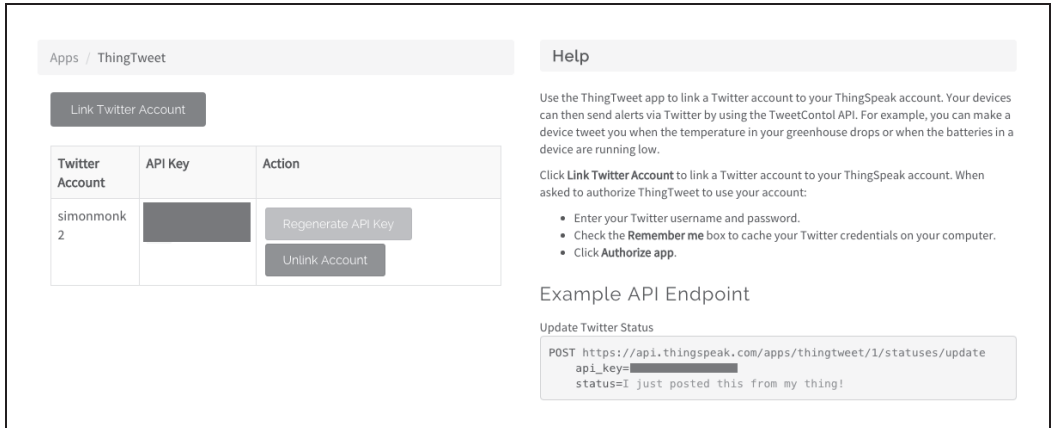 Apps / ThingTweet
Link Twitter Account
Twitter Account
API Key
Action
simonmonk
2
Regenerate API Key
Unlink Account
Help
Use the ThingTweet app to link a Twitter account to your ThingSpeak account. Your devices
can then send alerts via Twitter by using the TweetContol API. For example, you can make a
device tweet you when the temperature in your greenhouse drops or when the batteries in a
device are running low.
Click Link Twitter Account to link a Twitter account to your ThingSpeak account. When
asked to authorize ThingTweet to use your account:
• Enter your Twitter username and password.
• Check the Remember me box to cache your Twitter credentials on your computer.
• Click Authorize app.
Example API Endpoint
Update Twitter Status
POST https://api.thingspeak.com/apps/thingtweet/1/statuses/update
api_key=
status=I just posted this from my thing!